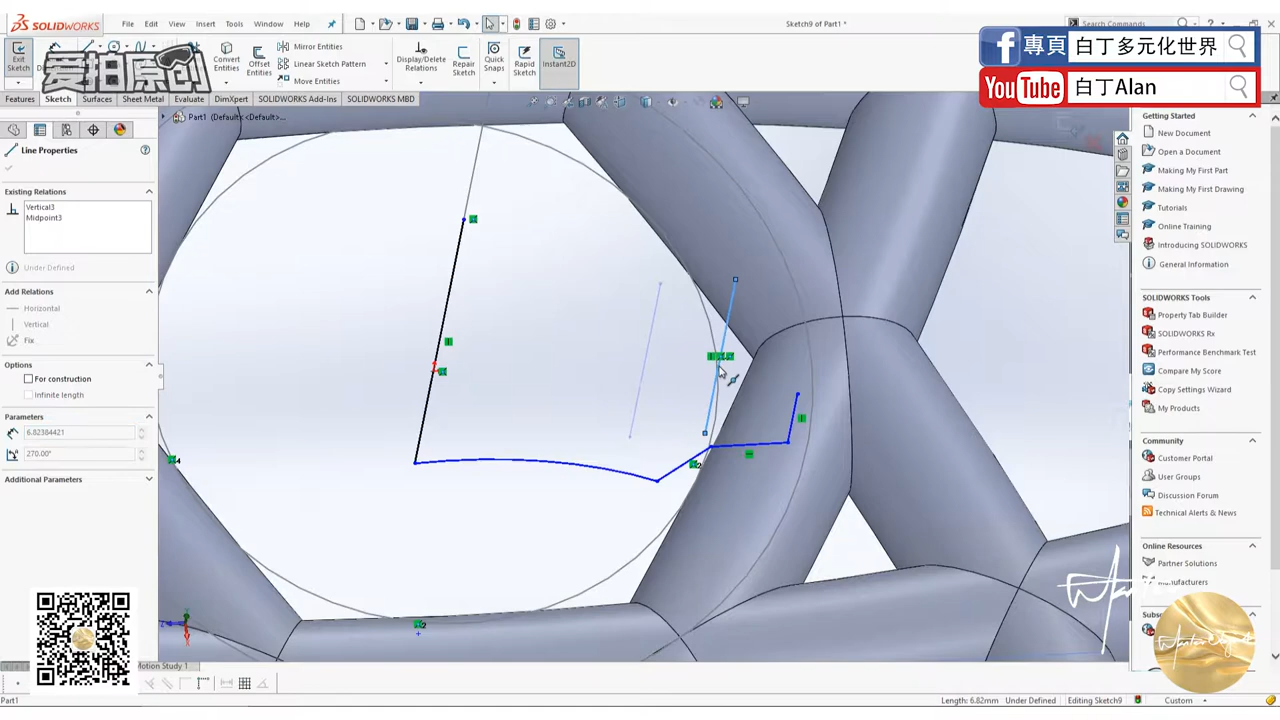 SOLIDWORKS
File
Edit
View
Insert
Tools
Window
Help
Sketch9 of Part1 *
Search Commands
專頁 白丁多元化世界
YouTube 白丁Alan
爱拍原创
Exit Sketch
Convert Entities
Offset Entities
Mirror Entities
Linear Sketch Pattern
Move Entities
Display/Delete Relations
Repair Sketch
Quick Snaps
Rapid Sketch
Instant2D
Features
Sketch
Surfaces
Sheet Metal
Evaluate
DimXpert
SOLIDWORKS Add-Ins
SOLIDWORKS MBD
Part1 (Default<<Default>...
Line Properties
Existing Relations
Vertical3
Midpoint3
Under Defined
Add Relations
Horizontal
Vertical
Fix
Options
For construction
Infinite length
Parameters
6.82384421
270.00°
Additional Parameters
Getting Started
New Document
Open a Document
Making My First Part
Making My First Drawing
Tutorials
Online Training
Introducing SOLIDWORKS
General Information
SOLIDWORKS Tools
Property Tab Builder
SOLIDWORKS Rx
Performance Benchmark Test
Compare My Score
Copy Settings Wizard
My Products
Community
Customer Portal
User Groups
Discussion Forum
Technical Alerts & News
Online Resources
Partner Solutions
Manufacturers
Motion Study 1
Part1
Length: 6.82mm
Under Defined
Editing Sketch9
Custom